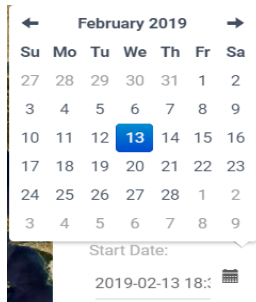 February 2019
Su Mo Tu We Th Fr Sa
27 28 29 30 31 1 2
3 4 5 6 7 8 9
10 11 12 13 14 15 16
17 18 19 20 21 22 23
24 25 26 27 28 1 2
3 4 5 6 7 8 9
Start Date:
2019-02-13 18: